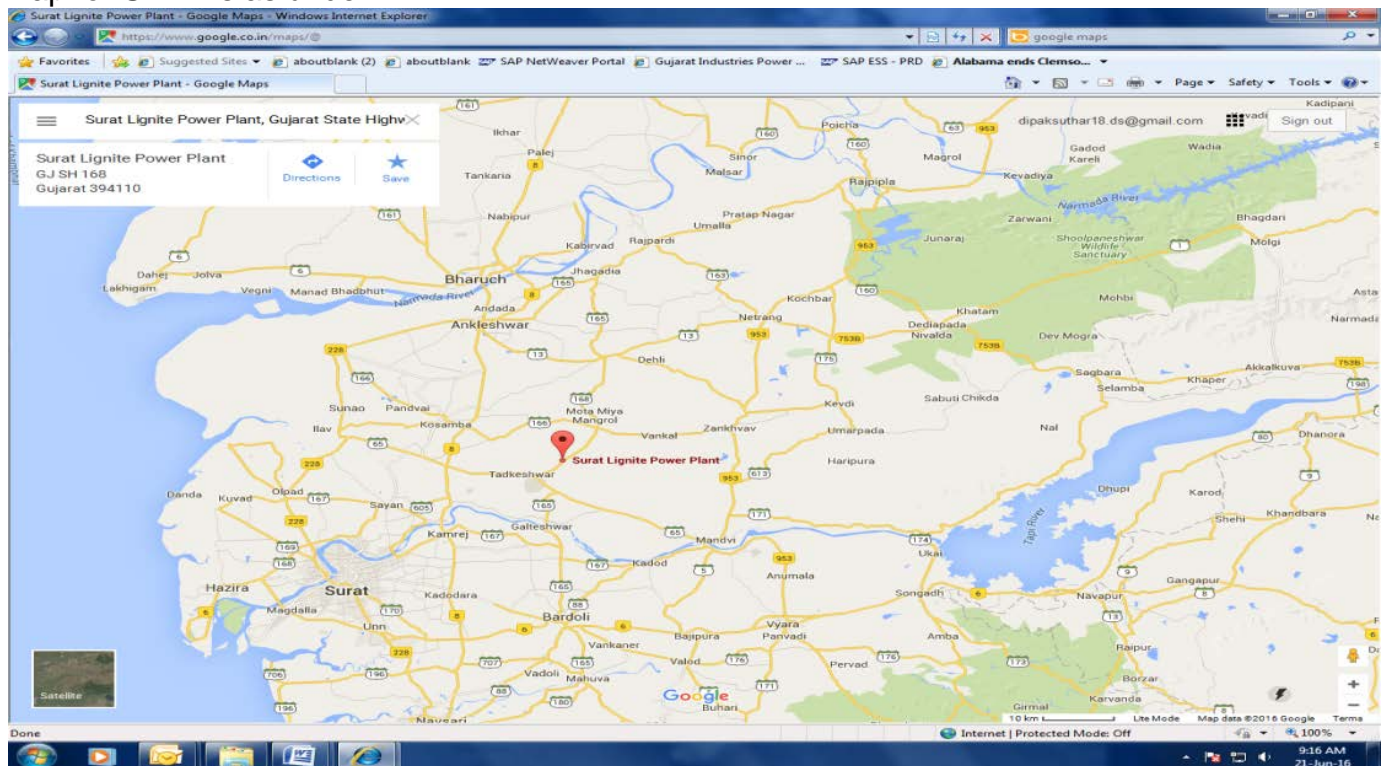 Surat Lignite Power Plant - Google Maps - Windows Internet Explorer
https://www.google.co.in/maps/@
google maps
Favorites Suggested Sites aboutblank (2) aboutblank SAP NetWeaver Portal Gujarat Industries Power ... SAP ESS - PRD Alabama ends Clemso...
Surat Lignite Power Plant - Google Maps
Page Safety Tools
Surat Lignite Power Plant, Gujarat State Highw
dipaksuthar18.ds@gmail.com
Sign out
Surat Lignite Power Plant
GJ SH 168
Gujarat 394110
Directions
Save
Kadipani
Ikhar
Poicha
Palej
Sinor
Malsar
Magrol
Gadod
Kareli
Wadia
Tankaria
Rajpipla
Kevadiya
Narmada River
Nabipur
Pratap Nagar
Umalla
Zarwani
Bhagdari
Kabirvad
Rajpardi
Junaraj
Shoolpaneshwar
Wildlife
Sanctuary
Molgi
Dahej
Jolva
Lakhigam
Vegni
Manad Bhadbhut
Bharuch
Jhagadia
Narmada River
Kochbar
Mohbi
Asta
Andada
Ankleshwar
Netrang
Khatam
Dediapada
Nivalda
Dev Mogra
Narmada
Dehli
Sagbara
Selamba
Khaper
Akkalkuva
Sunao
Pandvai
Mota Miya
Mangrol
Kevdi
Sabuti Chikda
Ilav
Kosamba
Vankal
Zankhvav
Umarpada
Nal
Dhanora
Surat Lignite Power Plant
Tadkeshwar
Haripura
Danda
Kuvad
Olpad
Sayan
Dhupi
Karod
Galteshwar
Kamrej
Mandvi
Tapi River
Shehi
Khandbara
Ukai
Kadod
Anumala
Hazira
Surat
Kadodara
Songadh
Navapur
Gangapur
Magdalla
Unn
Bardoli
Vyara
Panvadi
Bajipura
Amba
Vankaner
Raipur
Vadoli
Mahuva
Valod
Pervad
Borzar
Satellite
Google
Buhari
Karvanda
Girmal
Navsari
10 km
Lite Mode
Map data ©2016 Google
Terms
Done
Internet | Protected Mode: Off
100%
9:16 AM
21-Jun-16